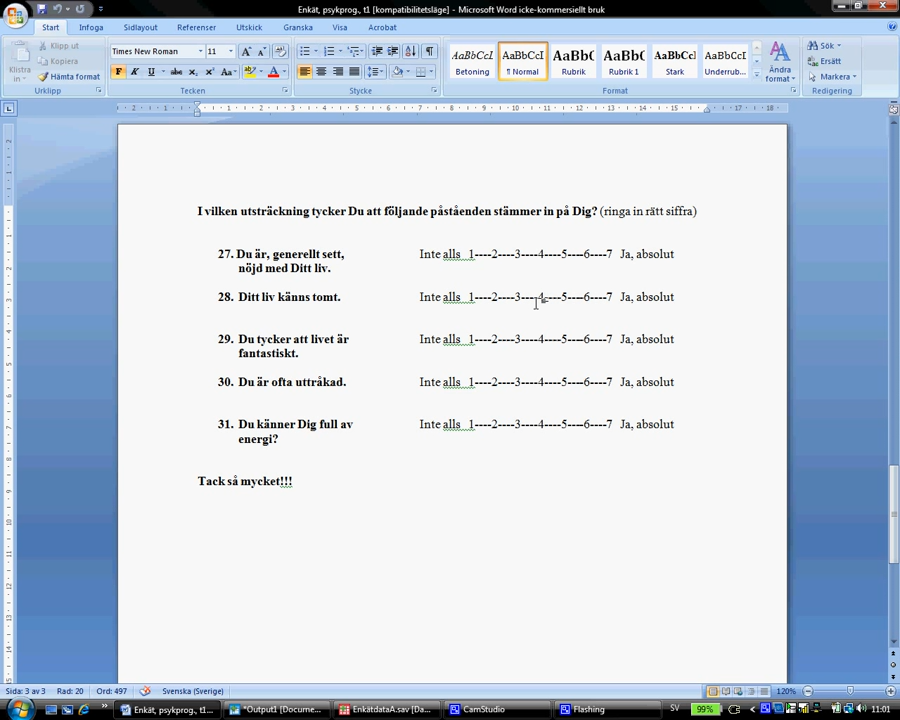 Enkät, psykprog., t1 [kompatibilitetsläge] - Microsoft Word icke-kommersiellt bruk
Start Infoga Sidlayout Referenser Utskick Granska Visa Acrobat
Klistra in
Klipp ut
Kopiera
Hämta format
Urklipp
Times New Roman 11
F K U abc x₂ x² Aa
Tecken
Stycke
AaBbCcI AaBbCcI AaBbC( AaBbC( AaBbCcI AaBbCcI
Betoning ¶ Normal Rubrik Rubrik 1 Stark Underrub...
Ändra format
Format
Sök
Ersätt
Markera
Redigering
I vilken utsträckning tycker Du att följande påståenden stämmer in på Dig? (ringa in rätt siffra)
27. Du är, generellt sett, Inte alls 1----2----3----4----5----6----7 Ja, absolut
nöjd med Ditt liv.
28. Ditt liv känns tomt. Inte alls 1----2----3----4----5----6----7 Ja, absolut
29. Du tycker att livet är Inte alls 1----2----3----4----5----6----7 Ja, absolut
fantastiskt.
30. Du är ofta uttråkad. Inte alls 1----2----3----4----5----6----7 Ja, absolut
31. Du känner Dig full av Inte alls 1----2----3----4----5----6----7 Ja, absolut
energi?
Tack så mycket!!!
Sida: 3 av 3 Rad: 20 Ord: 497 Svenska (Sverige) 120%
Enkät, psykprog., t1... *Output1 [Docume... EnkätdataA.sav [Da... CamStudio Flashing SV 99% 11:01